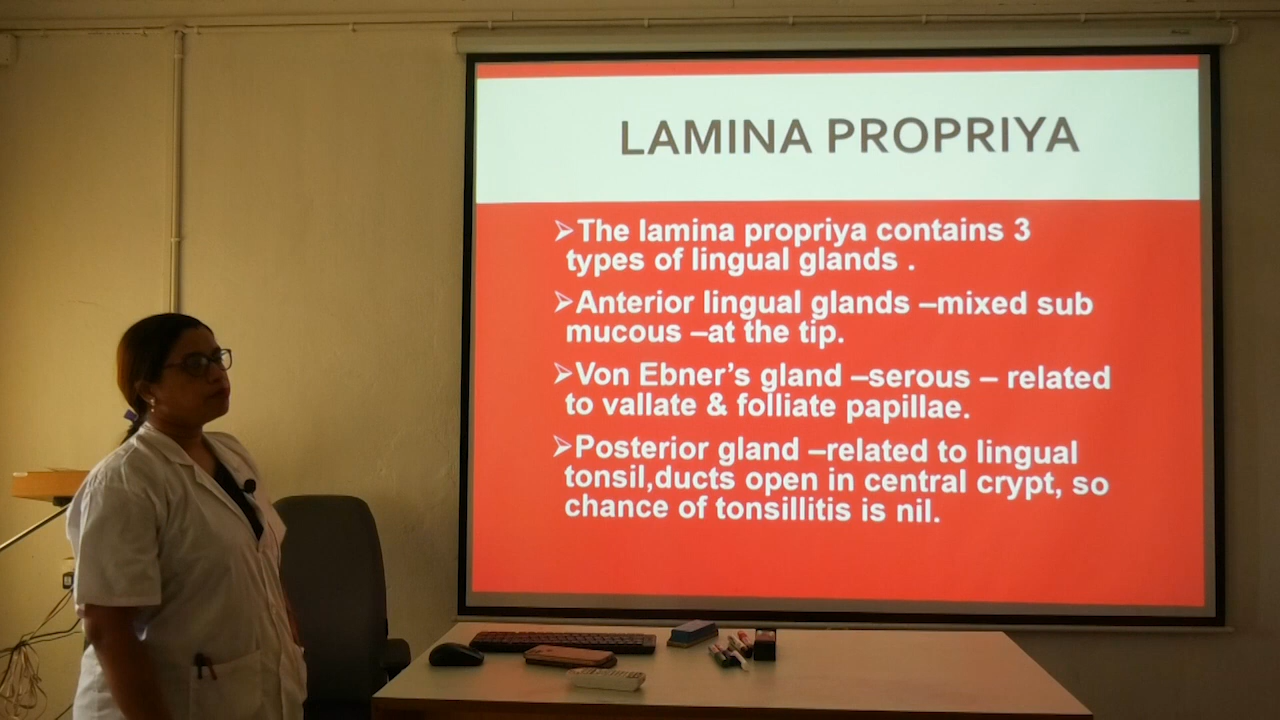 LAMINA PROPRIYA
➢The lamina propriya contains 3
types of lingual glands .
➢Anterior lingual glands –mixed sub
mucous –at the tip.
➢Von Ebner’s gland –serous – related
to vallate & folliate papillae.
➢Posterior gland –related to lingual
tonsil,ducts open in central crypt, so
chance of tonsillitis is nil.